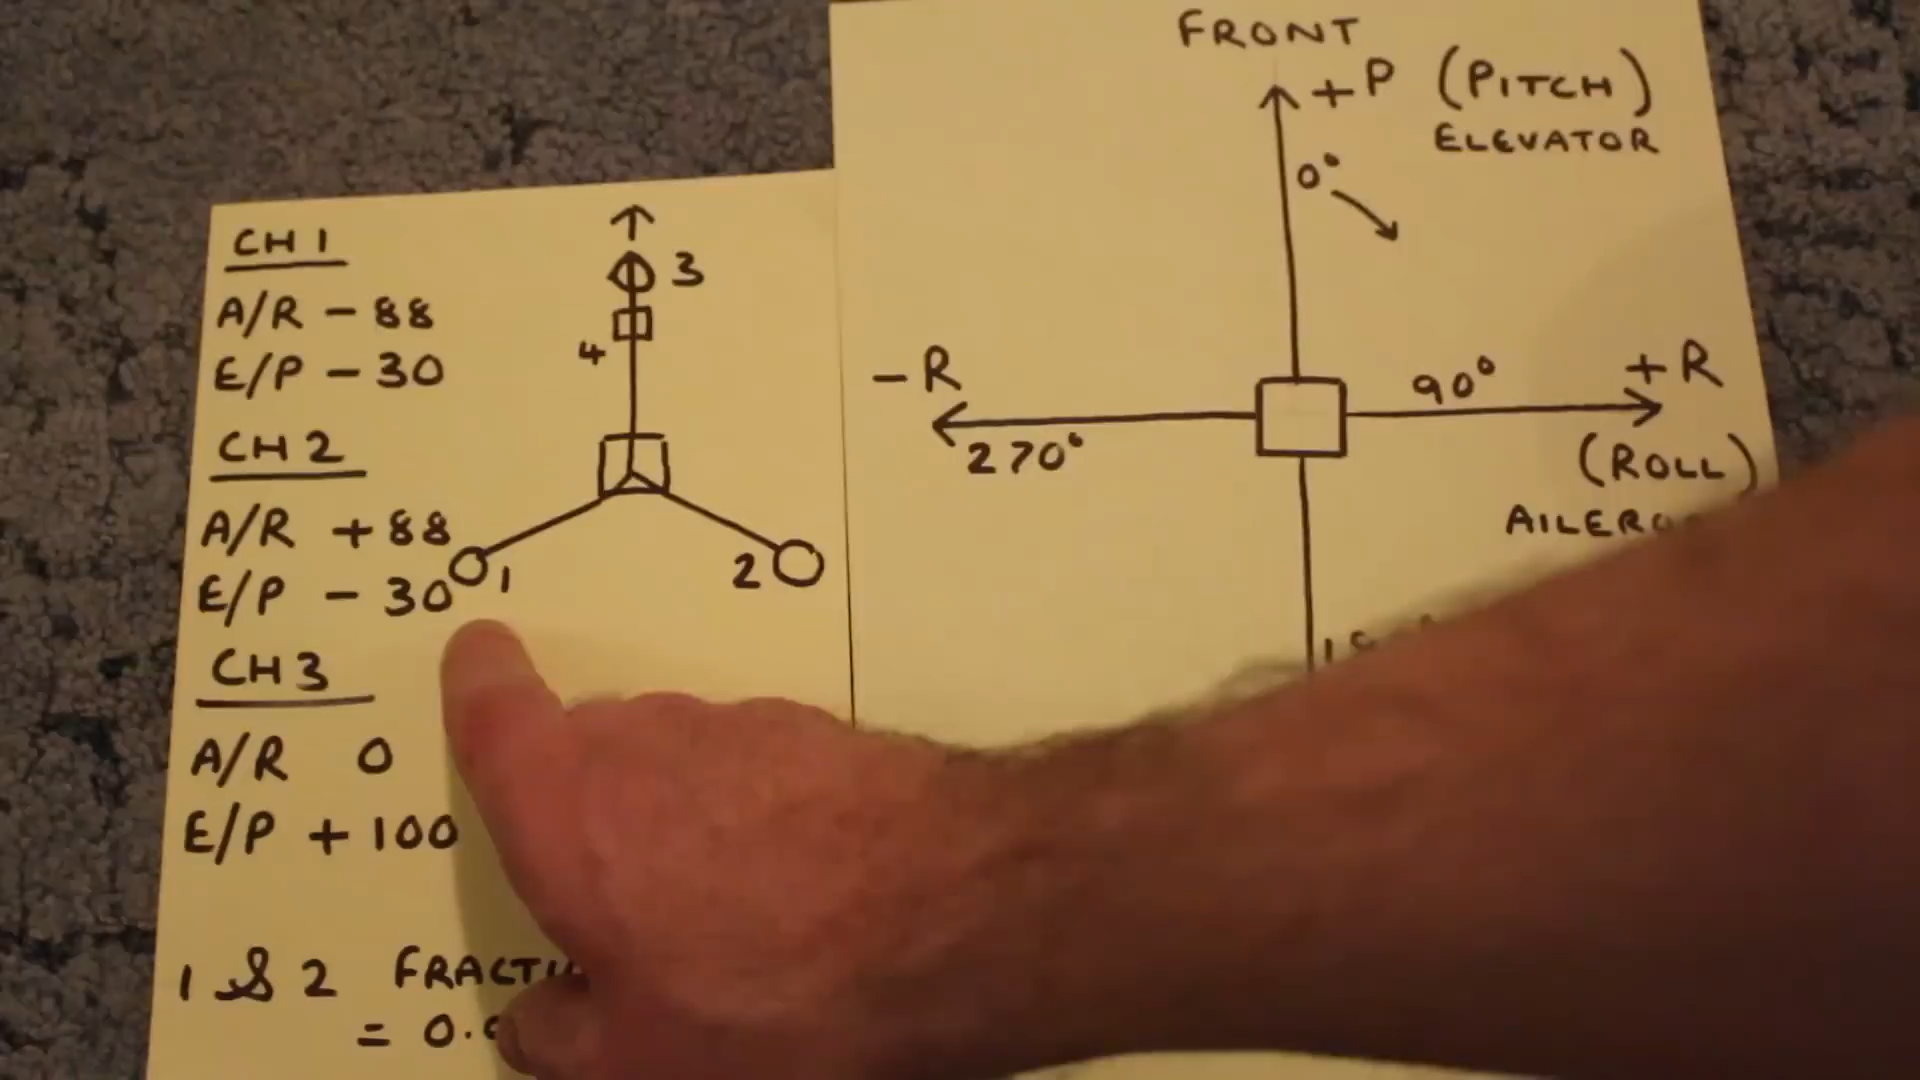 CH 1
A/R - 88
E/P - 30
CH 2
A/R + 88
E/P - 30
CH 3
A/R 0
E/P + 100
1 & 2
= 0.
3
4
1
2
FRONT
+P (PITCH)
ELEVATOR
0°
-R
270°
90°
+R
(ROLL)